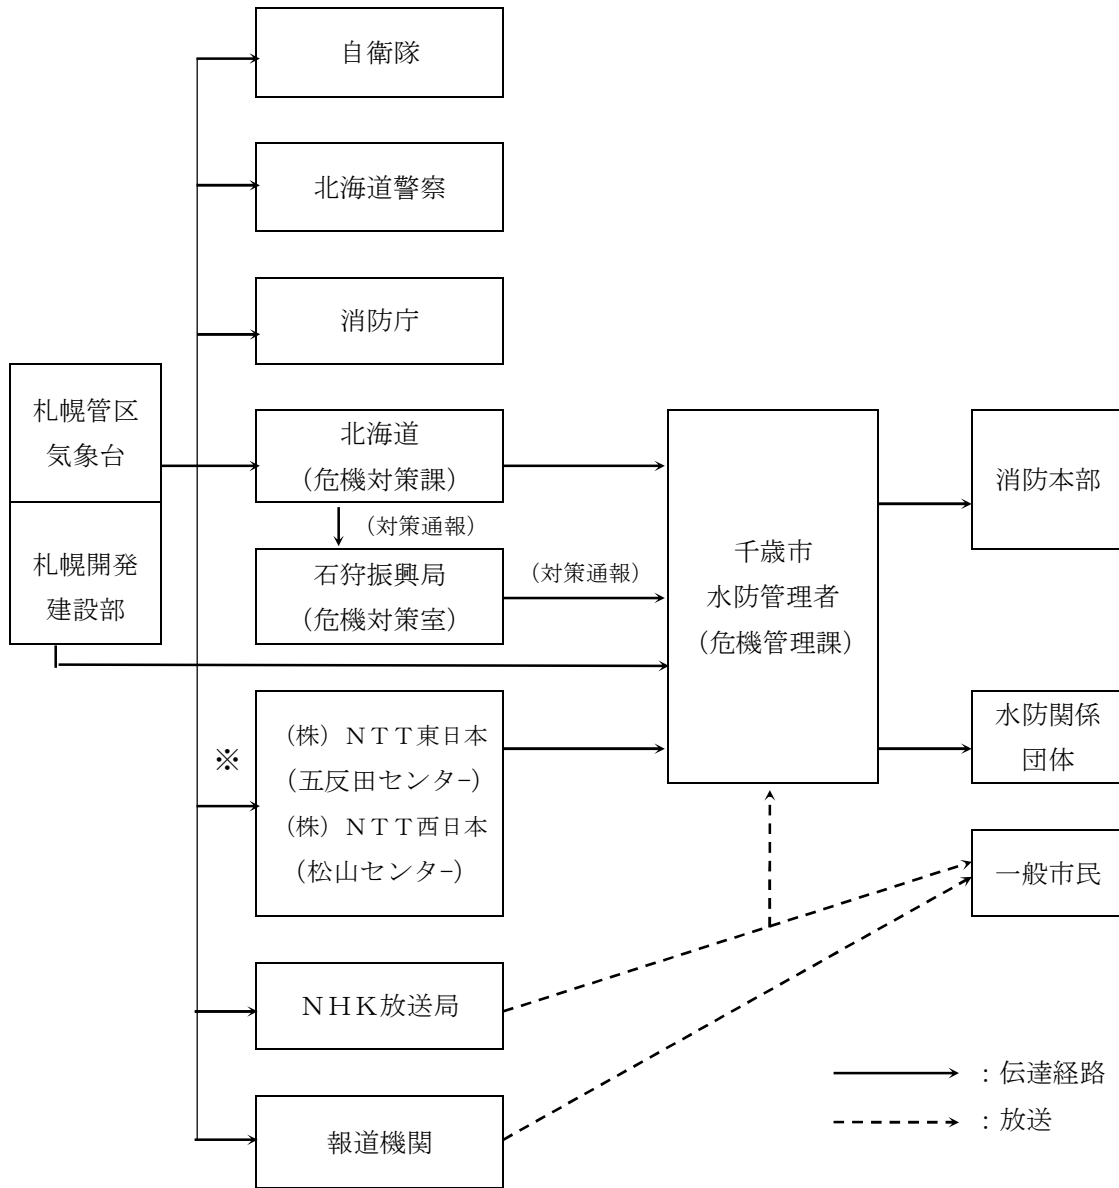 自衛隊
北海道警察
消防庁
札幌管区
気象台
札幌開発
建設部
北海道
（危機対策課）
（対策通報）
石狩振興局
（危機対策室）
（対策通報）
千歳市
水防管理者
（危機管理課）
消防本部
水防関係
団体
一般市民
※
（株）ＮＴＴ東日本
（五反田センター）
（株）ＮＴＴ西日本
（松山センター）
ＮＨＫ放送局
報道機関
：伝達経路
：放送